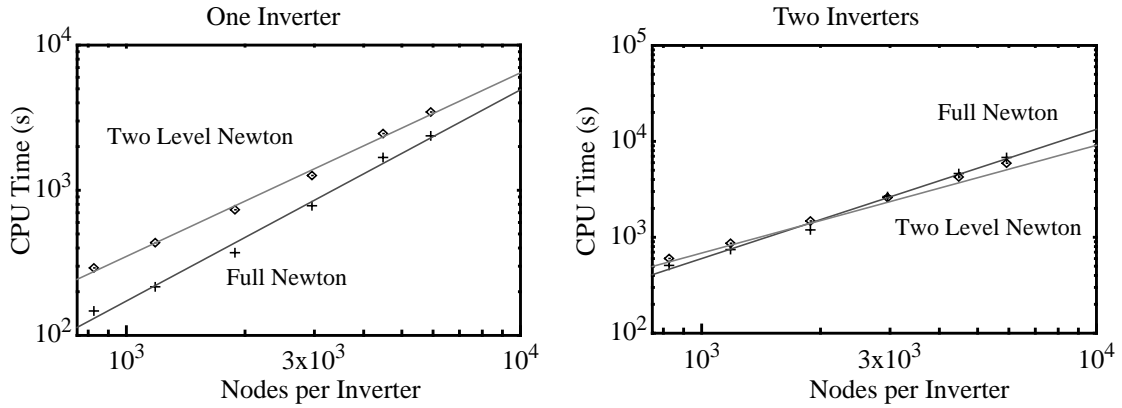 One Inverter
10^4
10^3
10^2
CPU Time (s)
Two Level Newton
Full Newton
10^3
3x10^3
10^4
Nodes per Inverter
Two Inverters
10^5
10^4
10^3
10^2
CPU Time (s)
Full Newton
Two Level Newton
10^3
3x10^3
10^4
Nodes per Inverter